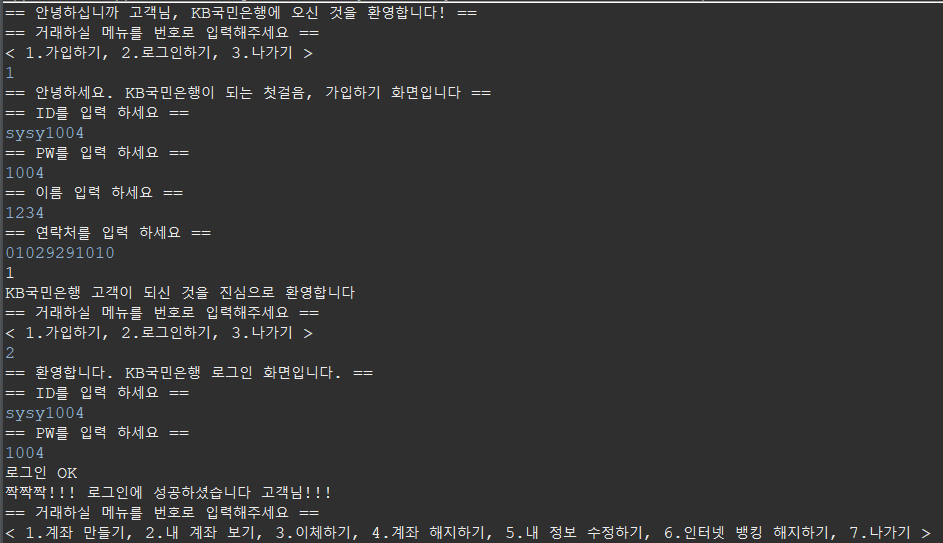 == 안녕하십니까 고객님, KB국민은행에 오신 것을 환영합니다! ==
== 거래하실 메뉴를 번호로 입력해주세요 ==
< 1.가입하기, 2.로그인하기, 3.나가기 >
1
== 안녕하세요. KB국민은행이 되는 첫걸음, 가입하기 화면입니다 ==
== ID를 입력 하세요 ==
sysy1004
== PW를 입력 하세요 ==
1004
== 이름 입력 하세요 ==
1234
== 연락처를 입력 하세요 ==
01029291010
1
KB국민은행 고객이 되신 것을 진심으로 환영합니다
== 거래하실 메뉴를 번호로 입력해주세요 ==
< 1.가입하기, 2.로그인하기, 3.나가기 >
2
== 환영합니다. KB국민은행 로그인 화면입니다. ==
== ID를 입력 하세요 ==
sysy1004
== PW를 입력 하세요 ==
1004
로그인 OK
짝짝짝!!! 로그인에 성공하셨습니다 고객님!!!
== 거래하실 메뉴를 번호로 입력해주세요 ==
< 1.계좌 만들기, 2.내 계좌 보기, 3.이체하기, 4.계좌 해지하기, 5.내 정보 수정하기, 6.인터넷 뱅킹 해지하기, 7.나가기 >